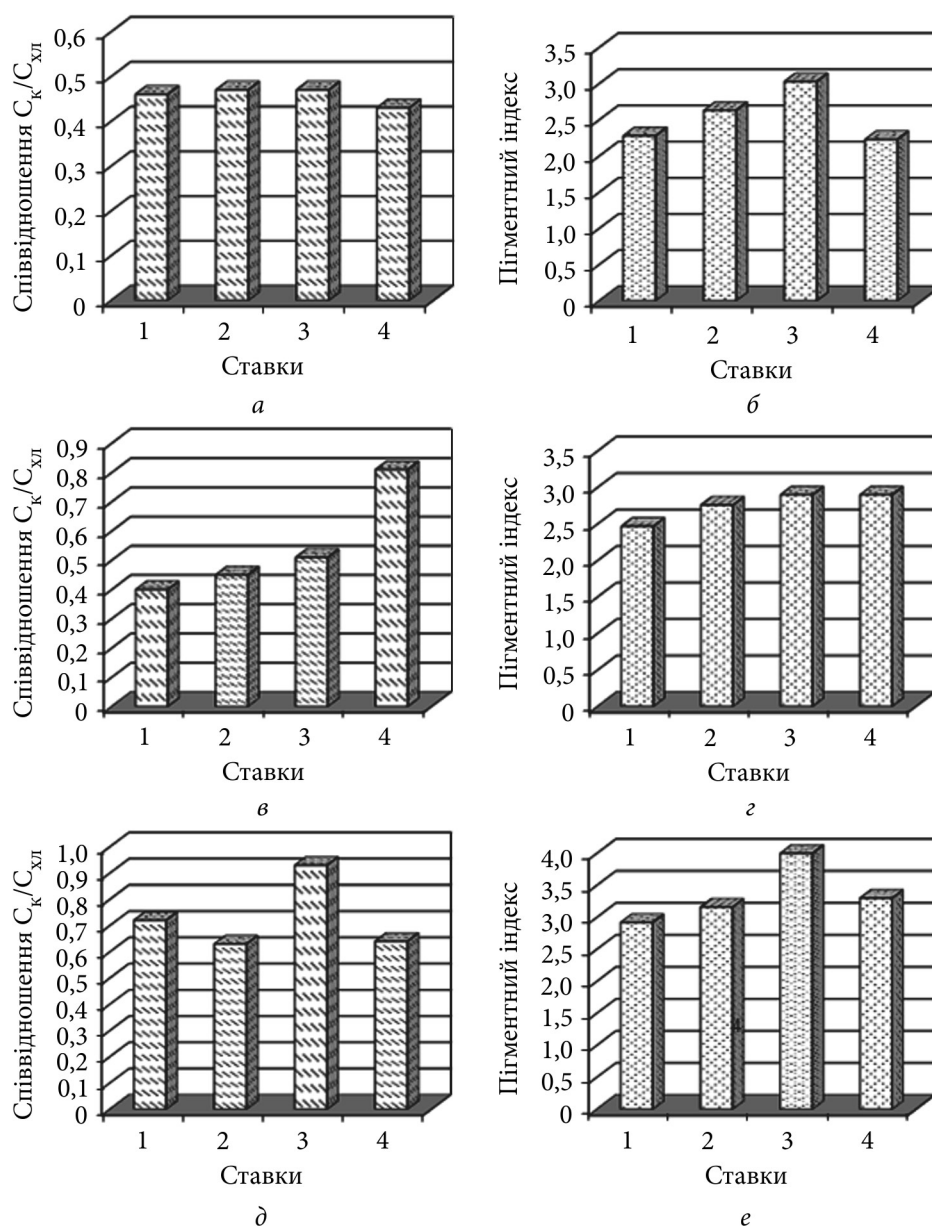 Співвідношення Cк/Cхл
0,6
0,5
0,4
0,3
0,2
0,1
0
1 2 3 4
Ставки
а
Пігментний індекс
3,5
3,0
2,5
2,0
1,5
1,0
0,5
0
1 2 3 4
Ставки
б
Співвідношення Cк/Cхл
0,9
0,8
0,7
0,6
0,5
0,4
0,3
0,2
0,1
0
1 2 3 4
Ставки
в
Пігментний індекс
3,5
3,0
2,5
2,0
1,5
1,0
0,5
0
1 2 3 4
Ставки
г
Співвідношення Cк/Cхл
1,0
0,9
0,8
0,7
0,6
0,5
0,4
0,3
0,2
0,1
0
1 2 3 4
Ставки
д
Пігментний індекс
4,0
3,5
3,0
2,5
2,0
1,5
1,0
0,5
0
4
1 2 3 4
Ставки
е